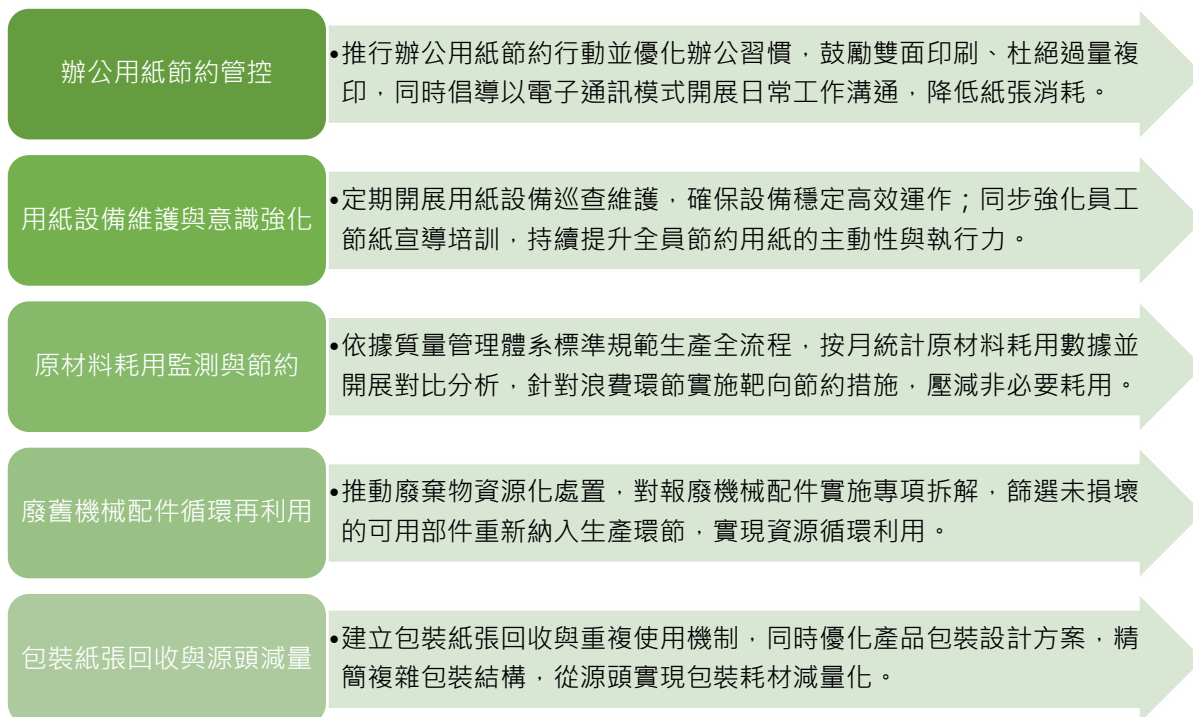 辦公用紙節約管控
•推行辦公用紙節約行動並優化辦公習慣，鼓勵雙面印刷、杜絕過量複
印，同時倡導以電子通訊模式開展日常工作溝通，降低紙張消耗。
用紙設備維護與意識強化
•定期開展用紙設備巡查維護，確保設備穩定高效運作；同步強化員工
節紙宣導培訓，持續提升全員節約用紙的主動性與執行力。
原材料耗用監測與節約
•依據質量管理體系標準規範生產全流程，按月統計原材料耗用數據並
開展對比分析，針對浪費環節實施靶向節約措施，壓減非必要耗用。
廢舊機械配件循環再利用
•推動廢棄物資源化處置，對報廢機械配件實施專項拆解，篩選未損壞
的可用部件重新納入生產環節，實現資源循環利用。
包裝紙張回收與源頭減量
•建立包裝紙張回收與重複使用機制，同時優化產品包裝設計方案，精
簡複雜包裝結構，從源頭實現包裝耗材減量化。